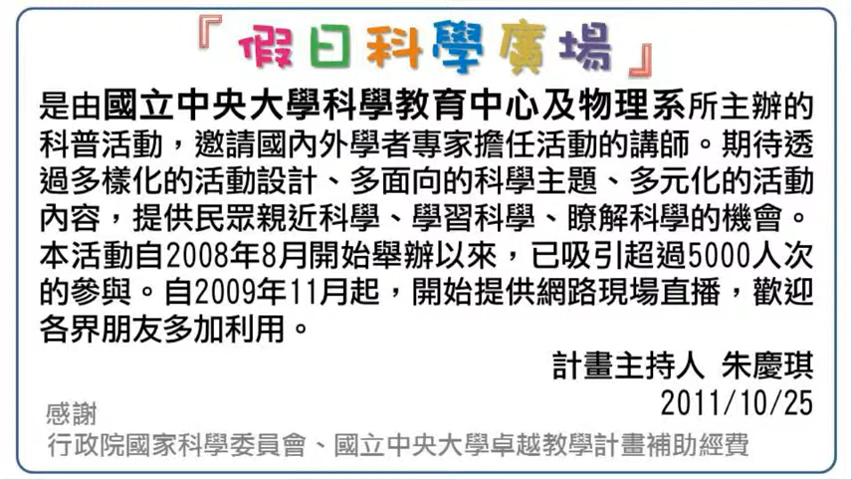 『假日科學廣場』
是由國立中央大學科學教育中心及物理系所主辦的
科普活動，邀請國內外學者專家擔任活動的講師。期待透
過多樣化的活動設計、多面向的科學主題、多元化的活動
內容，提供民眾親近科學、學習科學、瞭解科學的機會。
本活動自2008年8月開始舉辦以來，已吸引超過5000人次
的參與。自2009年11月起，開始提供網路現場直播，歡迎
各界朋友多加利用。
計畫主持人 朱慶琪
2011/10/25
感謝
行政院國家科學委員會、國立中央大學卓越教學計畫補助經費